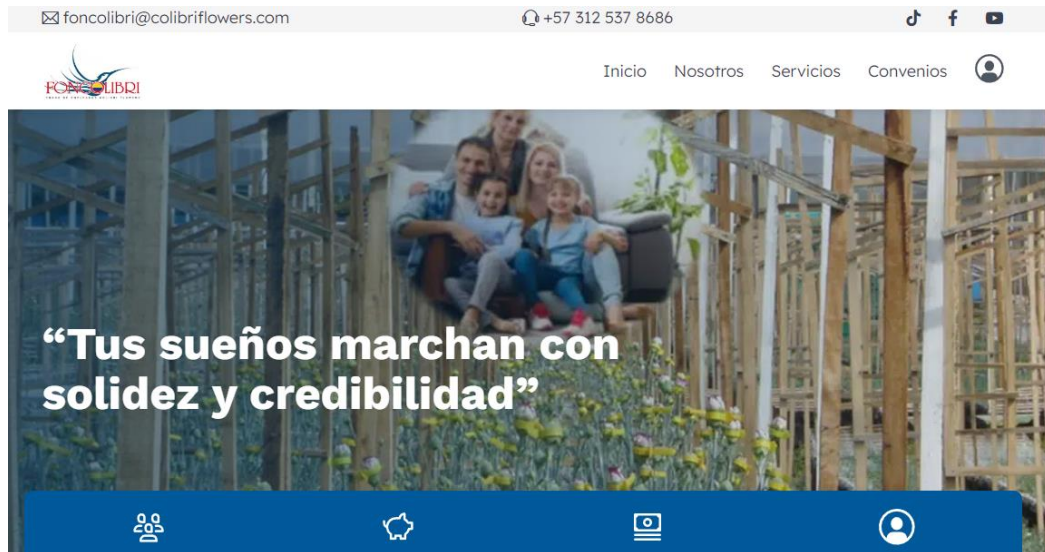 foncolibri@colibriflowers.com
+57 312 537 8686
FONCOLIBRI
Inicio Nosotros Servicios Convenios
“Tus sueños marchan con
solidez y credibilidad”